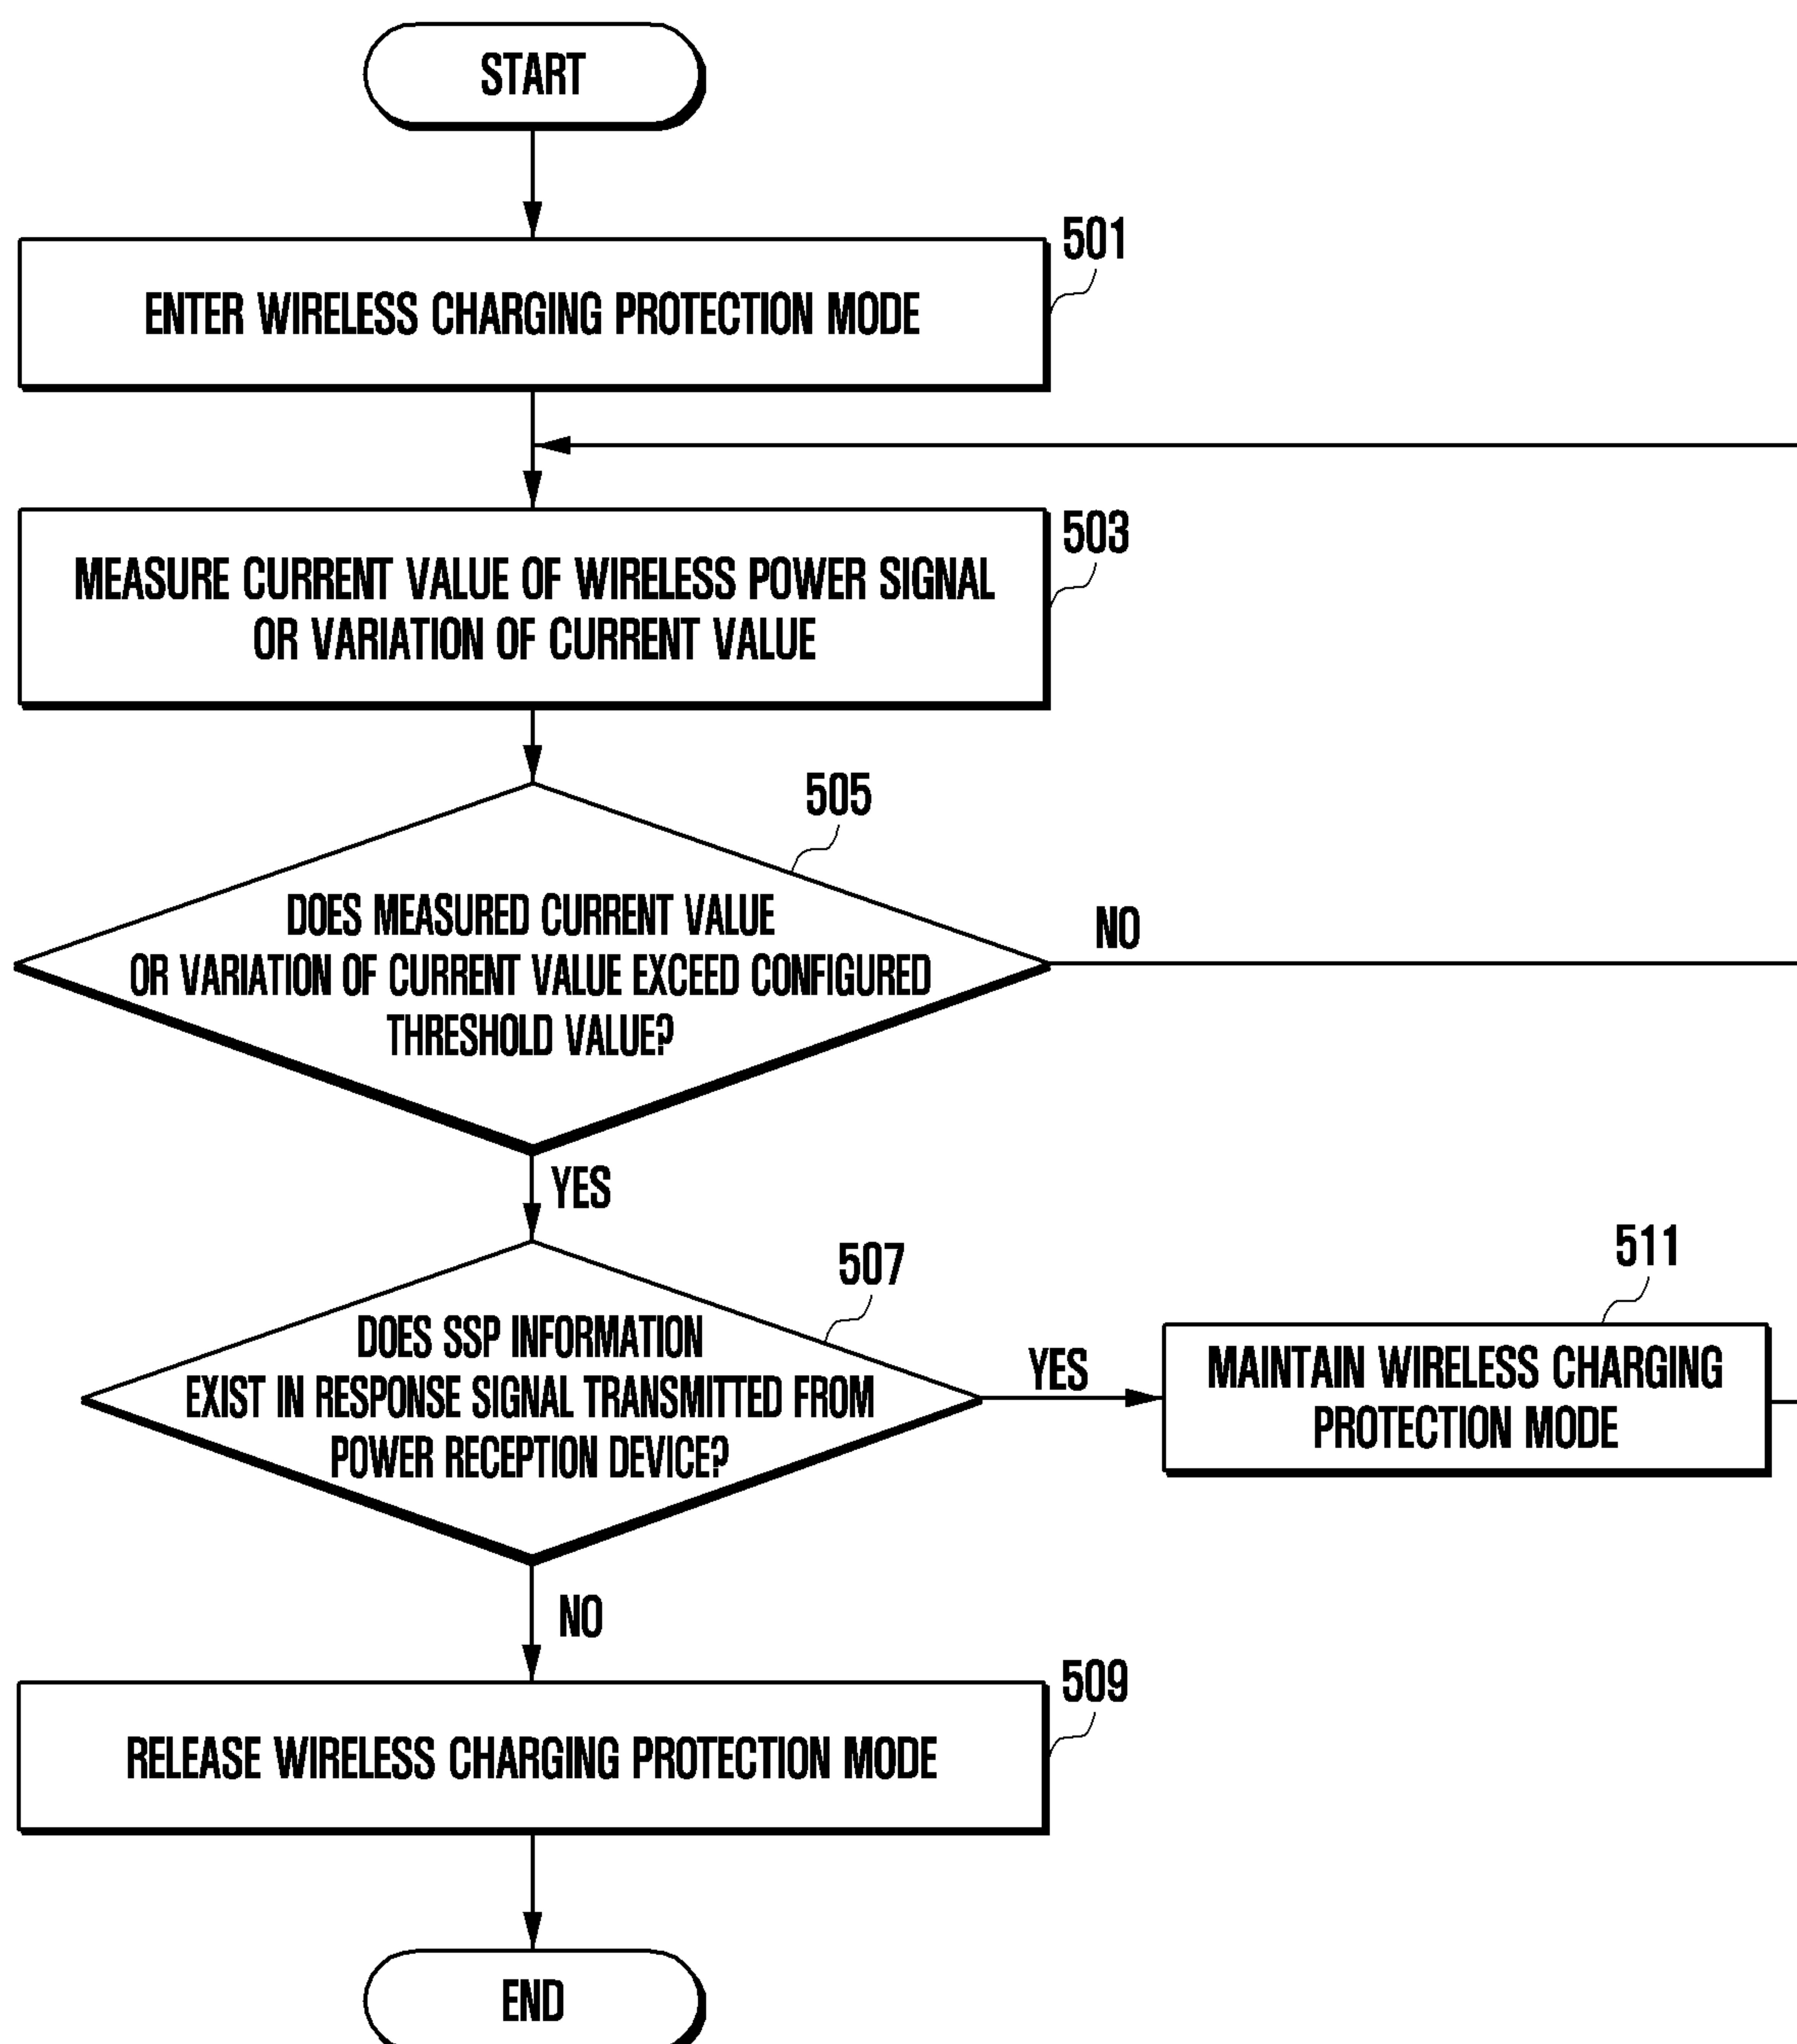 START
501
ENTER WIRELESS CHARGING PROTECTION MODE
503
MEASURE CURRENT VALUE OF WIRELESS POWER SIGNAL
OR VARIATION OF CURRENT VALUE
505
DOES MEASURED CURRENT VALUE
OR VARIATION OF CURRENT VALUE EXCEED CONFIGURED
THRESHOLD VALUE?
NO
YES
507
DOES SSP INFORMATION
EXIST IN RESPONSE SIGNAL TRANSMITTED FROM
POWER RECEPTION DEVICE?
YES
511
MAINTAIN WIRELESS CHARGING
PROTECTION MODE
NO
509
RELEASE WIRELESS CHARGING PROTECTION MODE
END